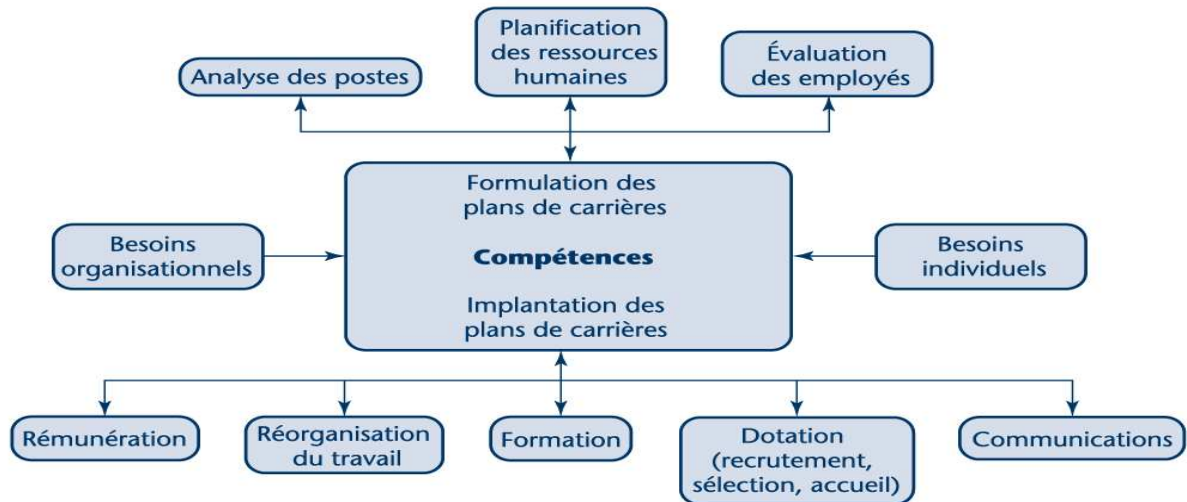 Planification
des ressources
humaines
Analyse des postes
Évaluation
des employés
Formulation des
plans de carrières
Besoins
organisationnels
Compétences
Besoins
individuels
Implantation des
plans de carrières
Rémunération
Réorganisation
du travail
Formation
Dotation
(recrutement,
sélection, accueil)
Communications